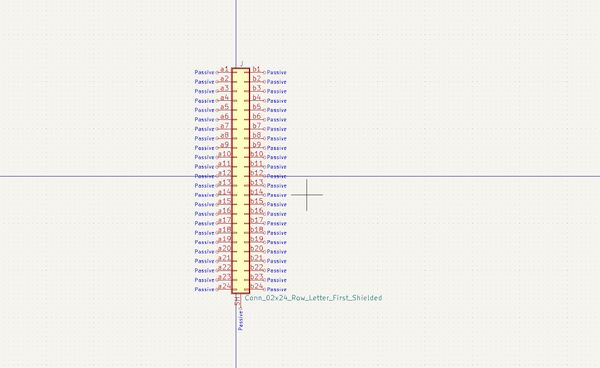 J
Passive a1 b1 Passive
Passive a2 b2 Passive
Passive a3 b3 Passive
Passive a4 b4 Passive
Passive a5 b5 Passive
Passive a6 b6 Passive
Passive a7 b7 Passive
Passive a8 b8 Passive
Passive a9 b9 Passive
Passive a10 b10 Passive
Passive a11 b11 Passive
Passive a12 b12 Passive
Passive a13 b13 Passive
Passive a14 b14 Passive
Passive a15 b15 Passive
Passive a16 b16 Passive
Passive a17 b17 Passive
Passive a18 b18 Passive
Passive a19 b19 Passive
Passive a20 b20 Passive
Passive a21 b21 Passive
Passive a22 b22 Passive
Passive a23 b23 Passive
Passive a24 b24 Passive
Conn_02x24_Row_Letter_First_Shielded
SH
Passive